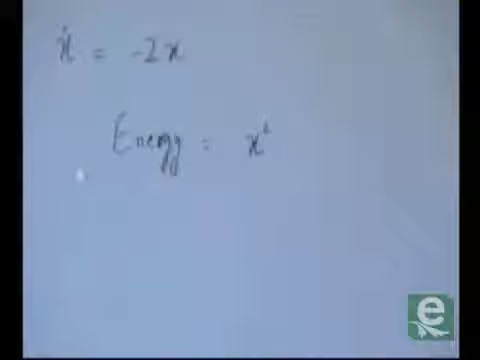 ẋ = -2x
Energy = x²
e